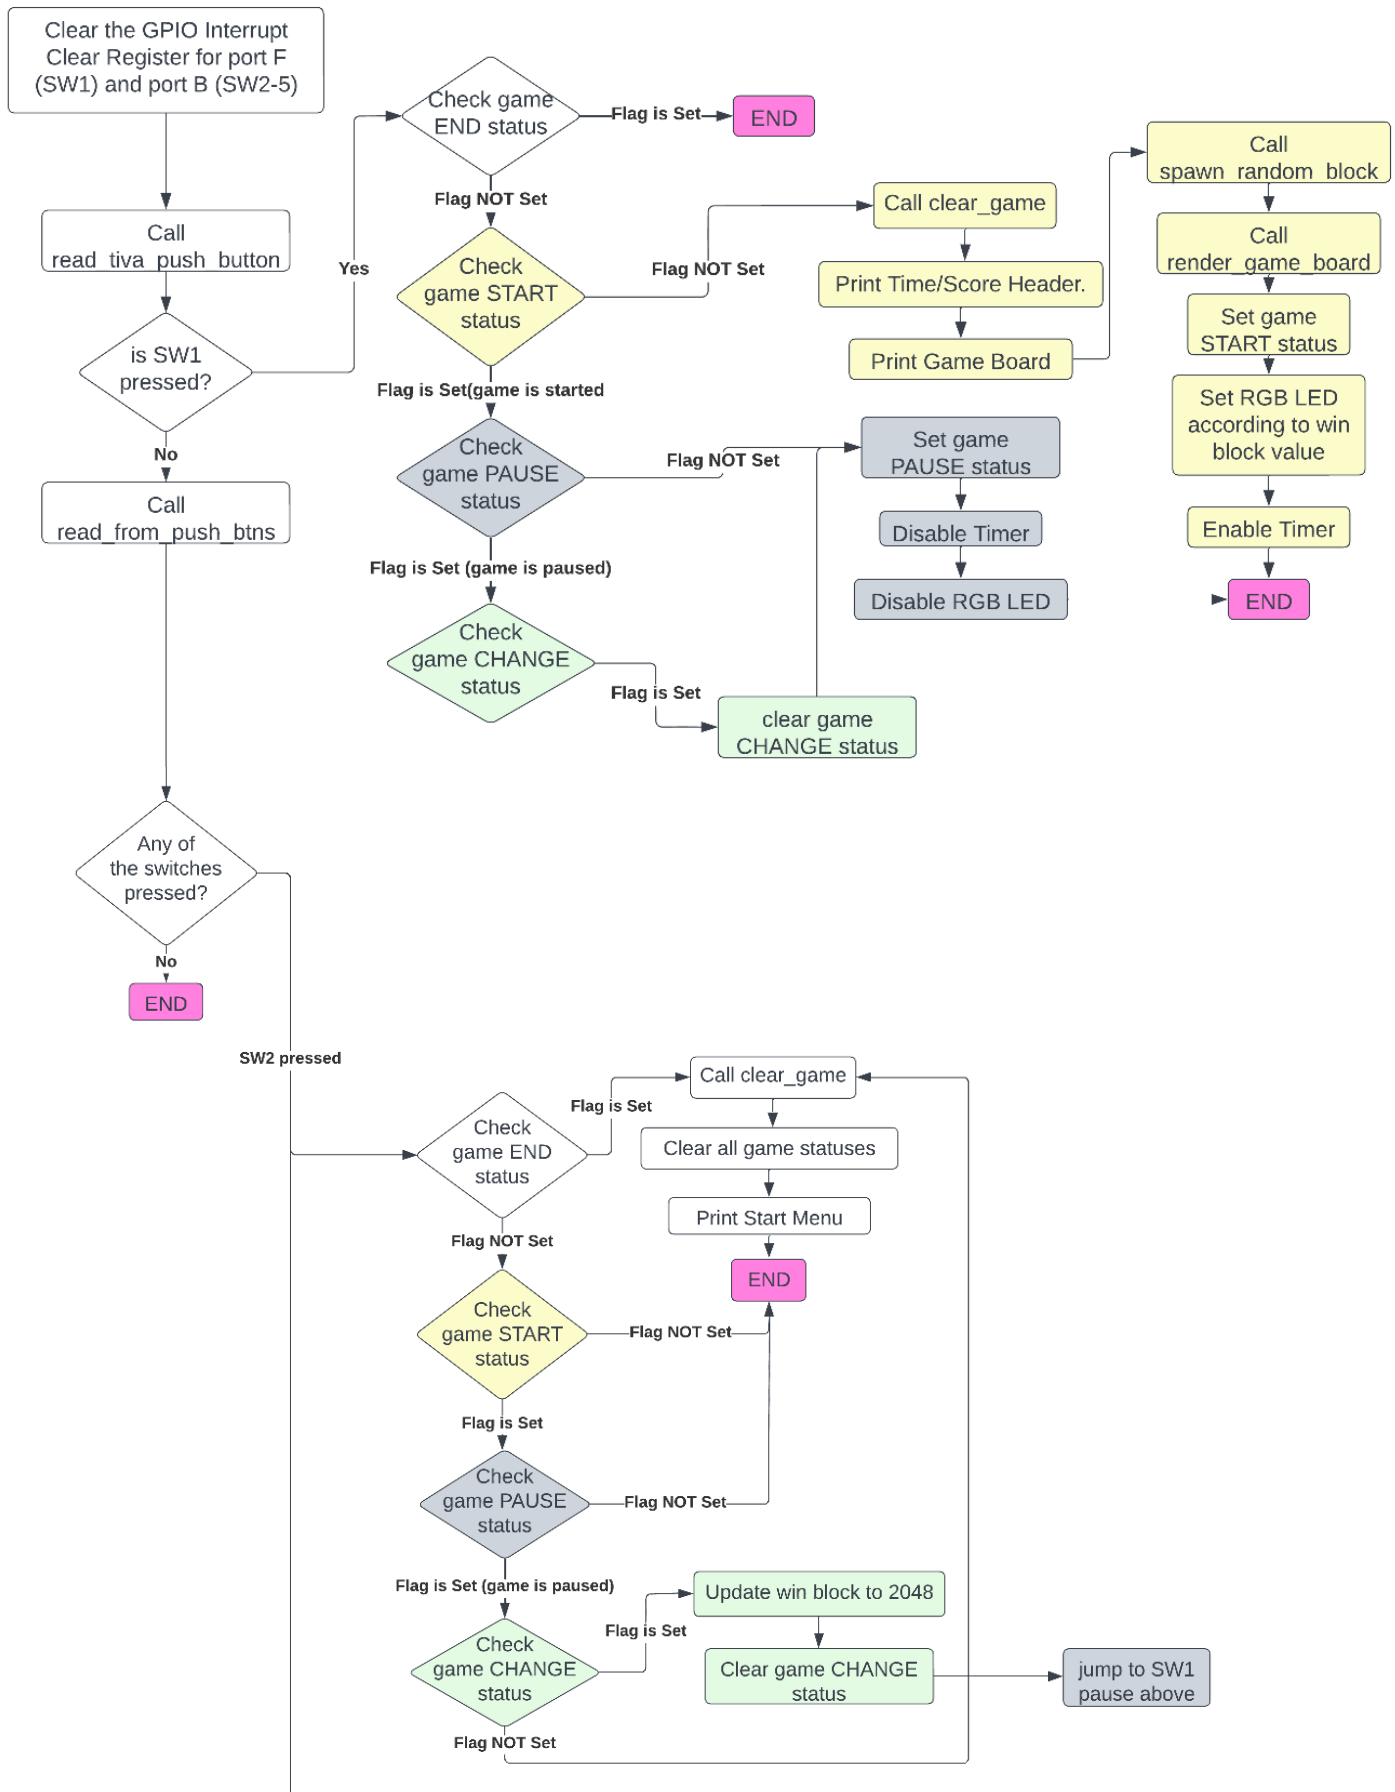 Clear the GPIO Interrupt
Clear Register for port F
(SW1) and port B (SW2-5)
Call
read_tiva_push_button
is SW1
pressed?
Yes
No
Call
read_from_push_btns
Any of
the switches
pressed?
No
END
SW2 pressed
Check game
END status
Flag is Set
END
Flag NOT Set
Check
game START
status
Flag NOT Set
Call clear_game
Print Time/Score Header.
Print Game Board
Call
spawn_random_block
Call
render_game_board
Set game
START status
Set RGB LED
according to win
block value
Enable Timer
END
Flag is Set(game is started
Check
game PAUSE
status
Flag NOT Set
Set game
PAUSE status
Disable Timer
Disable RGB LED
Flag is Set (game is paused)
Check
game CHANGE
status
Flag is Set
clear game
CHANGE status
Check
game END
status
Flag is Set
Call clear_game
Clear all game statuses
Print Start Menu
END
Flag NOT Set
Check
game START
status
Flag NOT Set
Flag is Set
Check
game PAUSE
status
Flag NOT Set
Flag is Set (game is paused)
Check
game CHANGE
status
Flag is Set
Update win block to 2048
Clear game CHANGE
status
jump to SW1
pause above
Flag NOT Set